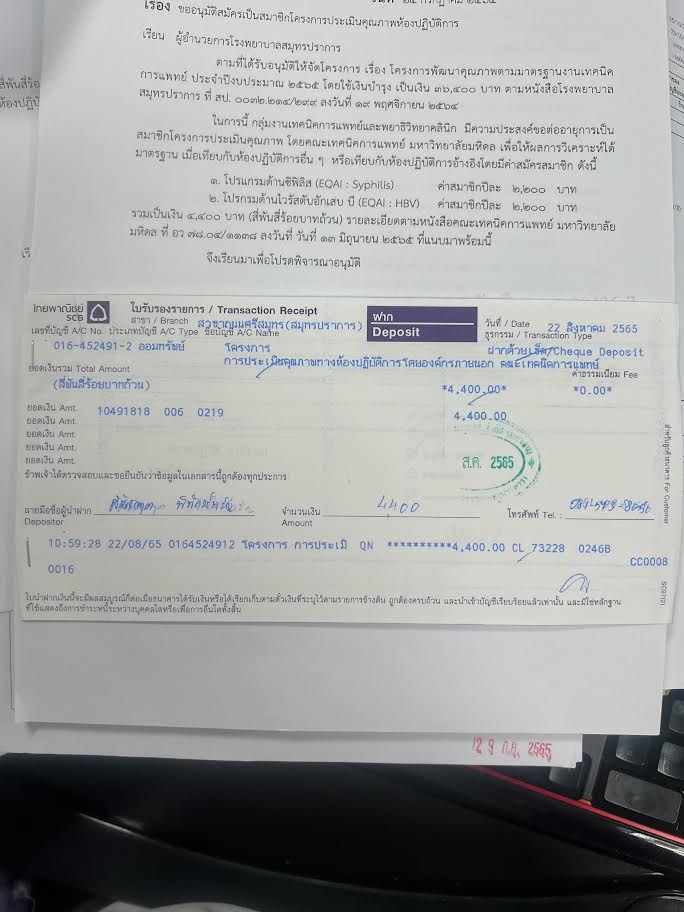 เรื่อง ขออนุมัติสมัครเป็นสมาชิกโครงการประเมินคุณภาพห้องปฏิบัติการ
เรียน ผู้อำนวยการโรงพยาบาลสมุทรปราการ
ตามที่ได้รับอนุมัติให้จัดโครงการ เรื่อง โครงการพัฒนาคุณภาพตามมาตรฐานงานเทคนิค
การแพทย์ ประจำปีงบประมาณ ๒๕๖๕ โดยใช้เงินบำรุง เป็นเงิน ๓๖,๔๐๐ บาท ตามหนังสือโรงพยาบาล
สมุทรปราการ ที่ สป. ๐๐๓๒.๒๑๔/๒๙๙ ลงวันที่ ๑๙ พฤศจิกายน ๒๕๖๔
ในการนี้ กลุ่มงานเทคนิคการแพทย์และพยาธิวิทยาคลินิก มีความประสงค์ขอต่ออายุการเป็น
สมาชิกโครงการประเมินคุณภาพ โดยคณะเทคนิคการแพทย์ มหาวิทยาลัยมหิดล เพื่อให้ผลการวิเคราะห์ได้
มาตรฐาน เมื่อเทียบกับห้องปฏิบัติการอื่น ๆ หรือเทียบกับห้องปฏิบัติการอ้างอิงโดยมีค่าสมัครสมาชิก ดังนี้
๑. โปรแกรมด้านซิฟิลิส (EQAI : Syphilis) ค่าสมาชิกปีละ ๒,๒๐๐ บาท
๒. โปรแกรมด้านไวรัสตับอักเสบ บี (EQAI : HBV) ค่าสมาชิกปีละ ๒,๒๐๐ บาท
รวมเป็นเงิน ๔,๔๐๐ บาท (สี่พันสี่ร้อยบาทถ้วน) รายละเอียดตามหนังสือคณะเทคนิคการแพทย์ มหาวิทยาลัย
มหิดล ที่ อว ๗๘.๐๔/๑๑๓๘ ลงวันที่ วันที่ ๑๓ มิถุนายน ๒๕๖๕ ที่แนบมาพร้อมนี้
จึงเรียนมาเพื่อโปรดพิจารณาอนุมัติ
ไทยพาณิชย์ SCB ใบรับรองรายการ / Transaction Receipt
ฝาก Deposit
สาขา / Branch สาขาถนนศรีสมุทร(สมุทรปราการ) วันที่ / Date 22 สิงหาคม 2565
เลขที่บัญชี A/C No. ประเภทบัญชี A/C Type ชื่อบัญชี A/C Name ธุรกรรม / Transaction Type
016-452491-2 ออมทรัพย์ โครงการ ฝากด้วยเช็ค/Cheque Deposit
การประเมินคุณภาพทางห้องปฏิบัติการโดยองค์กรภายนอก คณะเทคนิคการแพทย์
ยอดเงินรวม Total Amount ค่าธรรมเนียม Fee
(สี่พันสี่ร้อยบาทถ้วน) *4,400.00* *0.00*
ยอดเงิน Amt. 10491818 006 0219 4,400.00
ยอดเงิน Amt.
ยอดเงิน Amt.
ยอดเงิน Amt.
ยอดเงิน Amt.
ส.ค. 2565
ข้าพเจ้าได้ตรวจสอบและขอยืนยันว่าข้อมูลในเอกสารนี้ถูกต้องทุกประการ
ลายมือชื่อผู้นำฝาก Depositor จำนวนเงิน Amount 4400 โทรศัพท์ Tel. :
10:59:28 22/08/65 0164524912 โครงการ การประเมิ QN **********4,400.00 CL 73228 0246B
CC0008
0016
ใบนำฝากเงินนี้จะมีผลสมบูรณ์ก็ต่อเมื่อธนาคารได้รับเงินหรือได้เรียกเก็บตามตั๋วเงินที่ระบุไว้ตามรายการข้างต้น ถูกต้องครบถ้วน และนำเข้าบัญชีเรียบร้อยแล้วเท่านั้น และมิใช่หลักฐาน
ที่ใช้แสดงถึงการชำระหนี้ระหว่างบุคคลใดหรือเพื่อการอื่นใดทั้งสิ้น
สำหรับลูกค้า For Customer
29 ก.ย. 2565